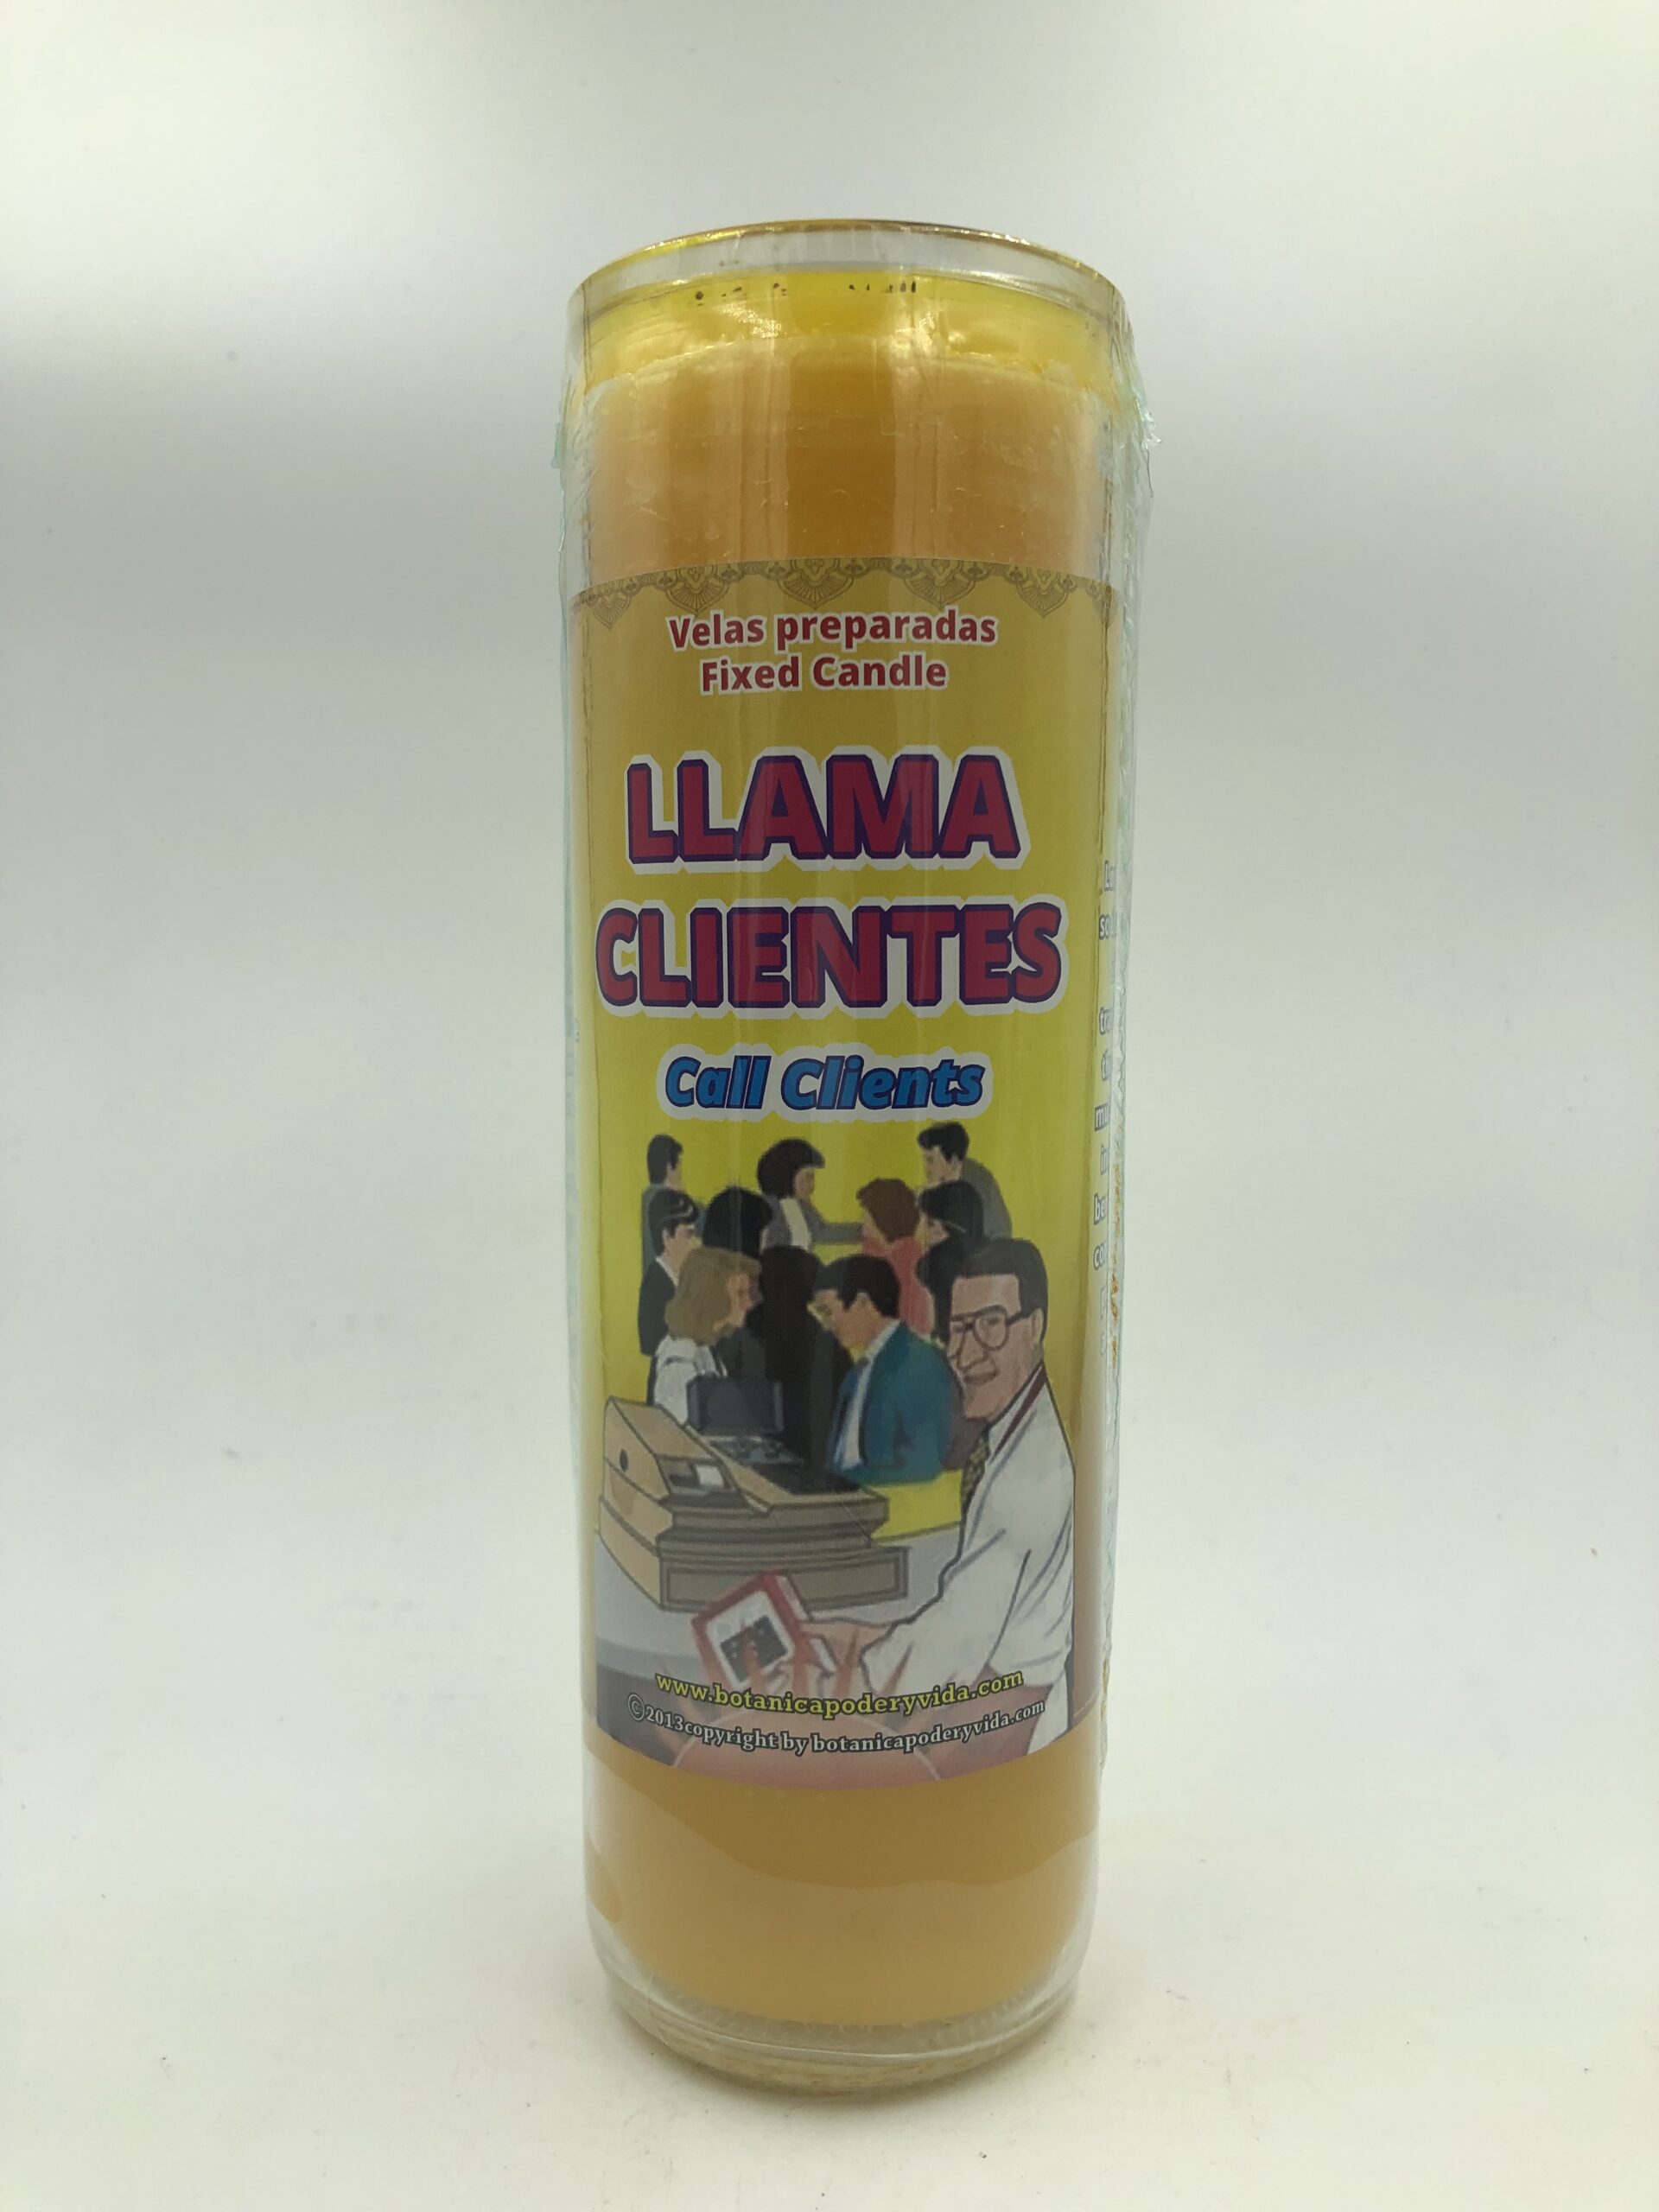 Velas preparadas
Fixed Candle
LLAMA
CLIENTES
Call Clients
www.botanicapoderyvida.com
©2013copyright by botanicapoderyvida.com